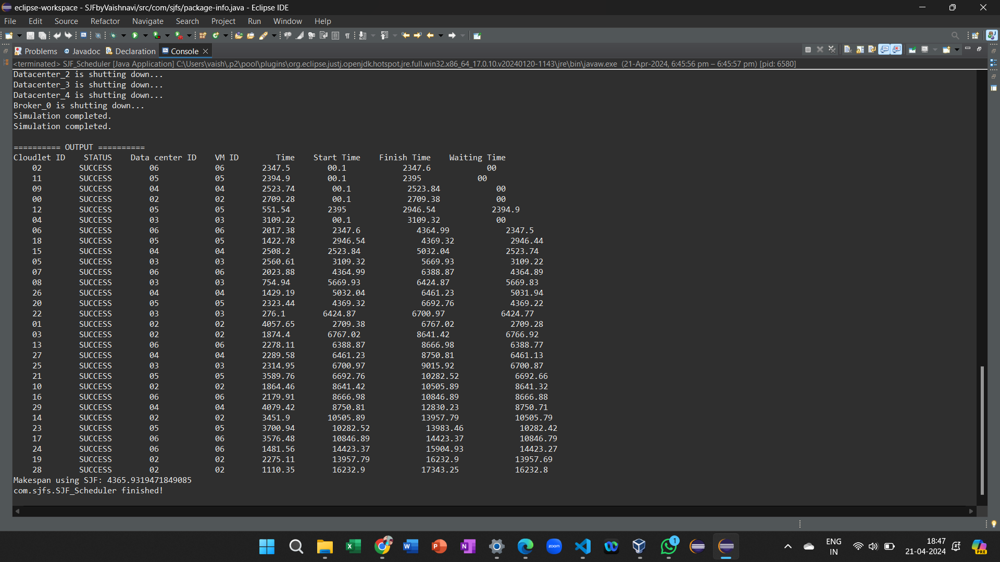 eclipse-workspace - SJFbyVaishnavi/src/com/sjfs/package-info.java - Eclipse IDE
File Edit Source Refactor Navigate Search Project Run Window Help
Problems Javadoc Declaration Console
<terminated> SJF_Scheduler [Java Application] C:\Users\vaish\.p2\pool\plugins\org.eclipse.justj.openjdk.hotspot.jre.full.win32.x86_64_17.0.10.v20240120-1143\jre\bin\javaw.exe (21-Apr-2024, 6:45:56 pm – 6:45:57 pm) [pid: 6580]
Datacenter_2 is shutting down...
Datacenter_3 is shutting down...
Datacenter_4 is shutting down...
Broker_0 is shutting down...
Simulation completed.
Simulation completed.
========== OUTPUT ==========
Cloudlet ID STATUS Data center ID VM ID Time Start Time Finish Time Waiting Time
02 SUCCESS 06 06 2347.5 00.1 2347.6 00
11 SUCCESS 05 05 2394.9 00.1 2395 00
09 SUCCESS 04 04 2523.74 00.1 2523.84 00
00 SUCCESS 02 02 2709.28 00.1 2709.38 00
12 SUCCESS 05 05 551.54 2395 2946.54 2394.9
04 SUCCESS 03 03 3109.22 00.1 3109.32 00
06 SUCCESS 06 06 2017.38 2347.6 4364.99 2347.5
18 SUCCESS 05 05 1422.78 2946.54 4369.32 2946.44
15 SUCCESS 04 04 2508.2 2523.84 5032.04 2523.74
05 SUCCESS 03 03 2560.61 3109.32 5669.93 3109.22
07 SUCCESS 06 06 2023.88 4364.99 6388.87 4364.89
08 SUCCESS 03 03 754.94 5669.93 6424.87 5669.83
26 SUCCESS 04 04 1429.19 5032.04 6461.23 5031.94
20 SUCCESS 05 05 2323.44 4369.32 6692.76 4369.22
22 SUCCESS 03 03 276.1 6424.87 6700.97 6424.77
01 SUCCESS 02 02 4057.65 2709.38 6767.02 2709.28
03 SUCCESS 02 02 1874.4 6767.02 8641.42 6766.92
13 SUCCESS 06 06 2278.11 6388.87 8666.98 6388.77
27 SUCCESS 04 04 2289.58 6461.23 8750.81 6461.13
25 SUCCESS 03 03 2314.95 6700.97 9015.92 6700.87
21 SUCCESS 05 05 3589.76 6692.76 10282.52 6692.66
10 SUCCESS 02 02 1864.46 8641.42 10505.89 8641.32
16 SUCCESS 06 06 2179.91 8666.98 10846.89 8666.88
29 SUCCESS 04 04 4079.42 8750.81 12830.23 8750.71
14 SUCCESS 02 02 3451.9 10505.89 13957.79 10505.79
23 SUCCESS 05 05 3700.94 10282.52 13983.46 10282.42
17 SUCCESS 06 06 3576.48 10846.89 14423.37 10846.79
24 SUCCESS 06 06 1481.56 14423.37 15904.93 14423.27
19 SUCCESS 02 02 2275.11 13957.79 16232.9 13957.69
28 SUCCESS 02 02 1110.35 16232.9 17343.25 16232.8
Makespan using SJF: 4365.9319471849085
com.sjfs.SJF_Scheduler finished!
zoom
1
ENG
IN
18:47
21-04-2024
PRE